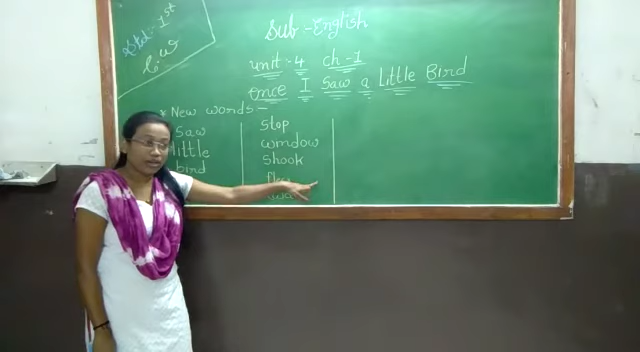 Std:- 1st
C.W
Sub - English
unit - 4 ch - 1
Once I Saw a Little Bird
* New words -
Saw
little
bird
Stop
window
Shook